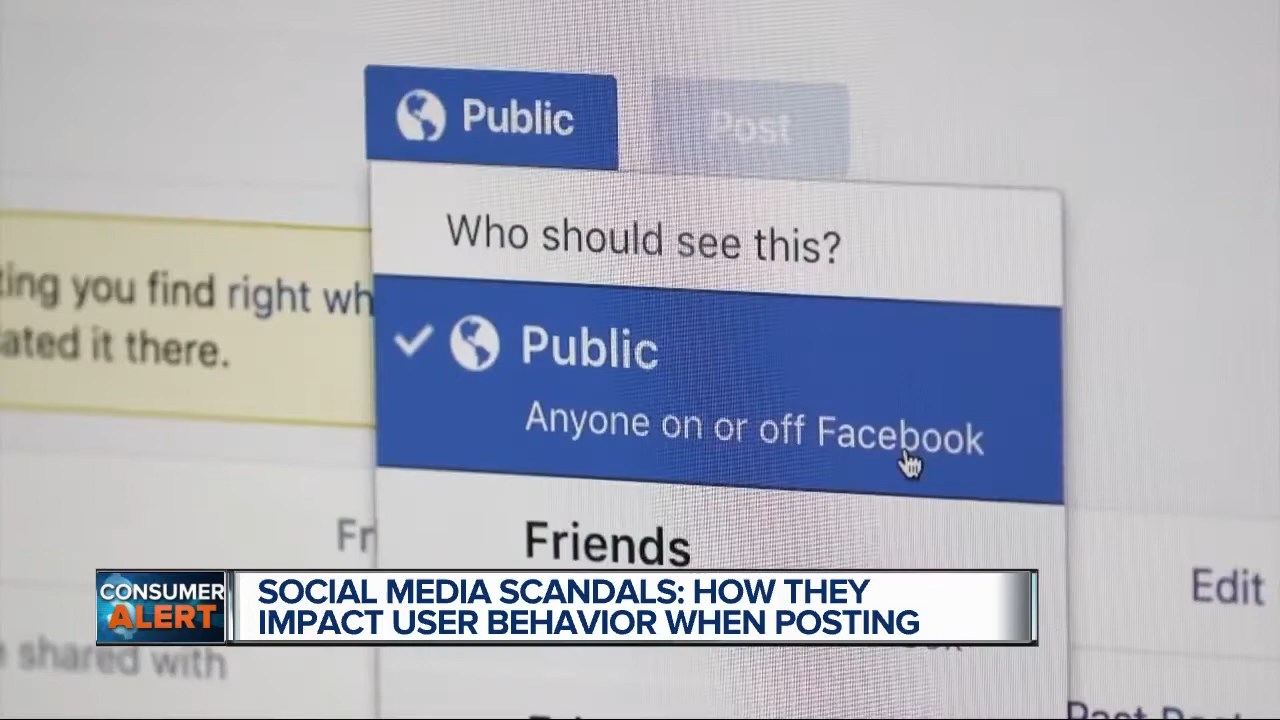 Public
Post
Who should see this?
ting you find right wh
ated it there.
Public
Anyone on or off Facebook
Fr
Friends
Edit
CONSUMER
ALERT
SOCIAL MEDIA SCANDALS: HOW THEY
IMPACT USER BEHAVIOR WHEN POSTING
shared with